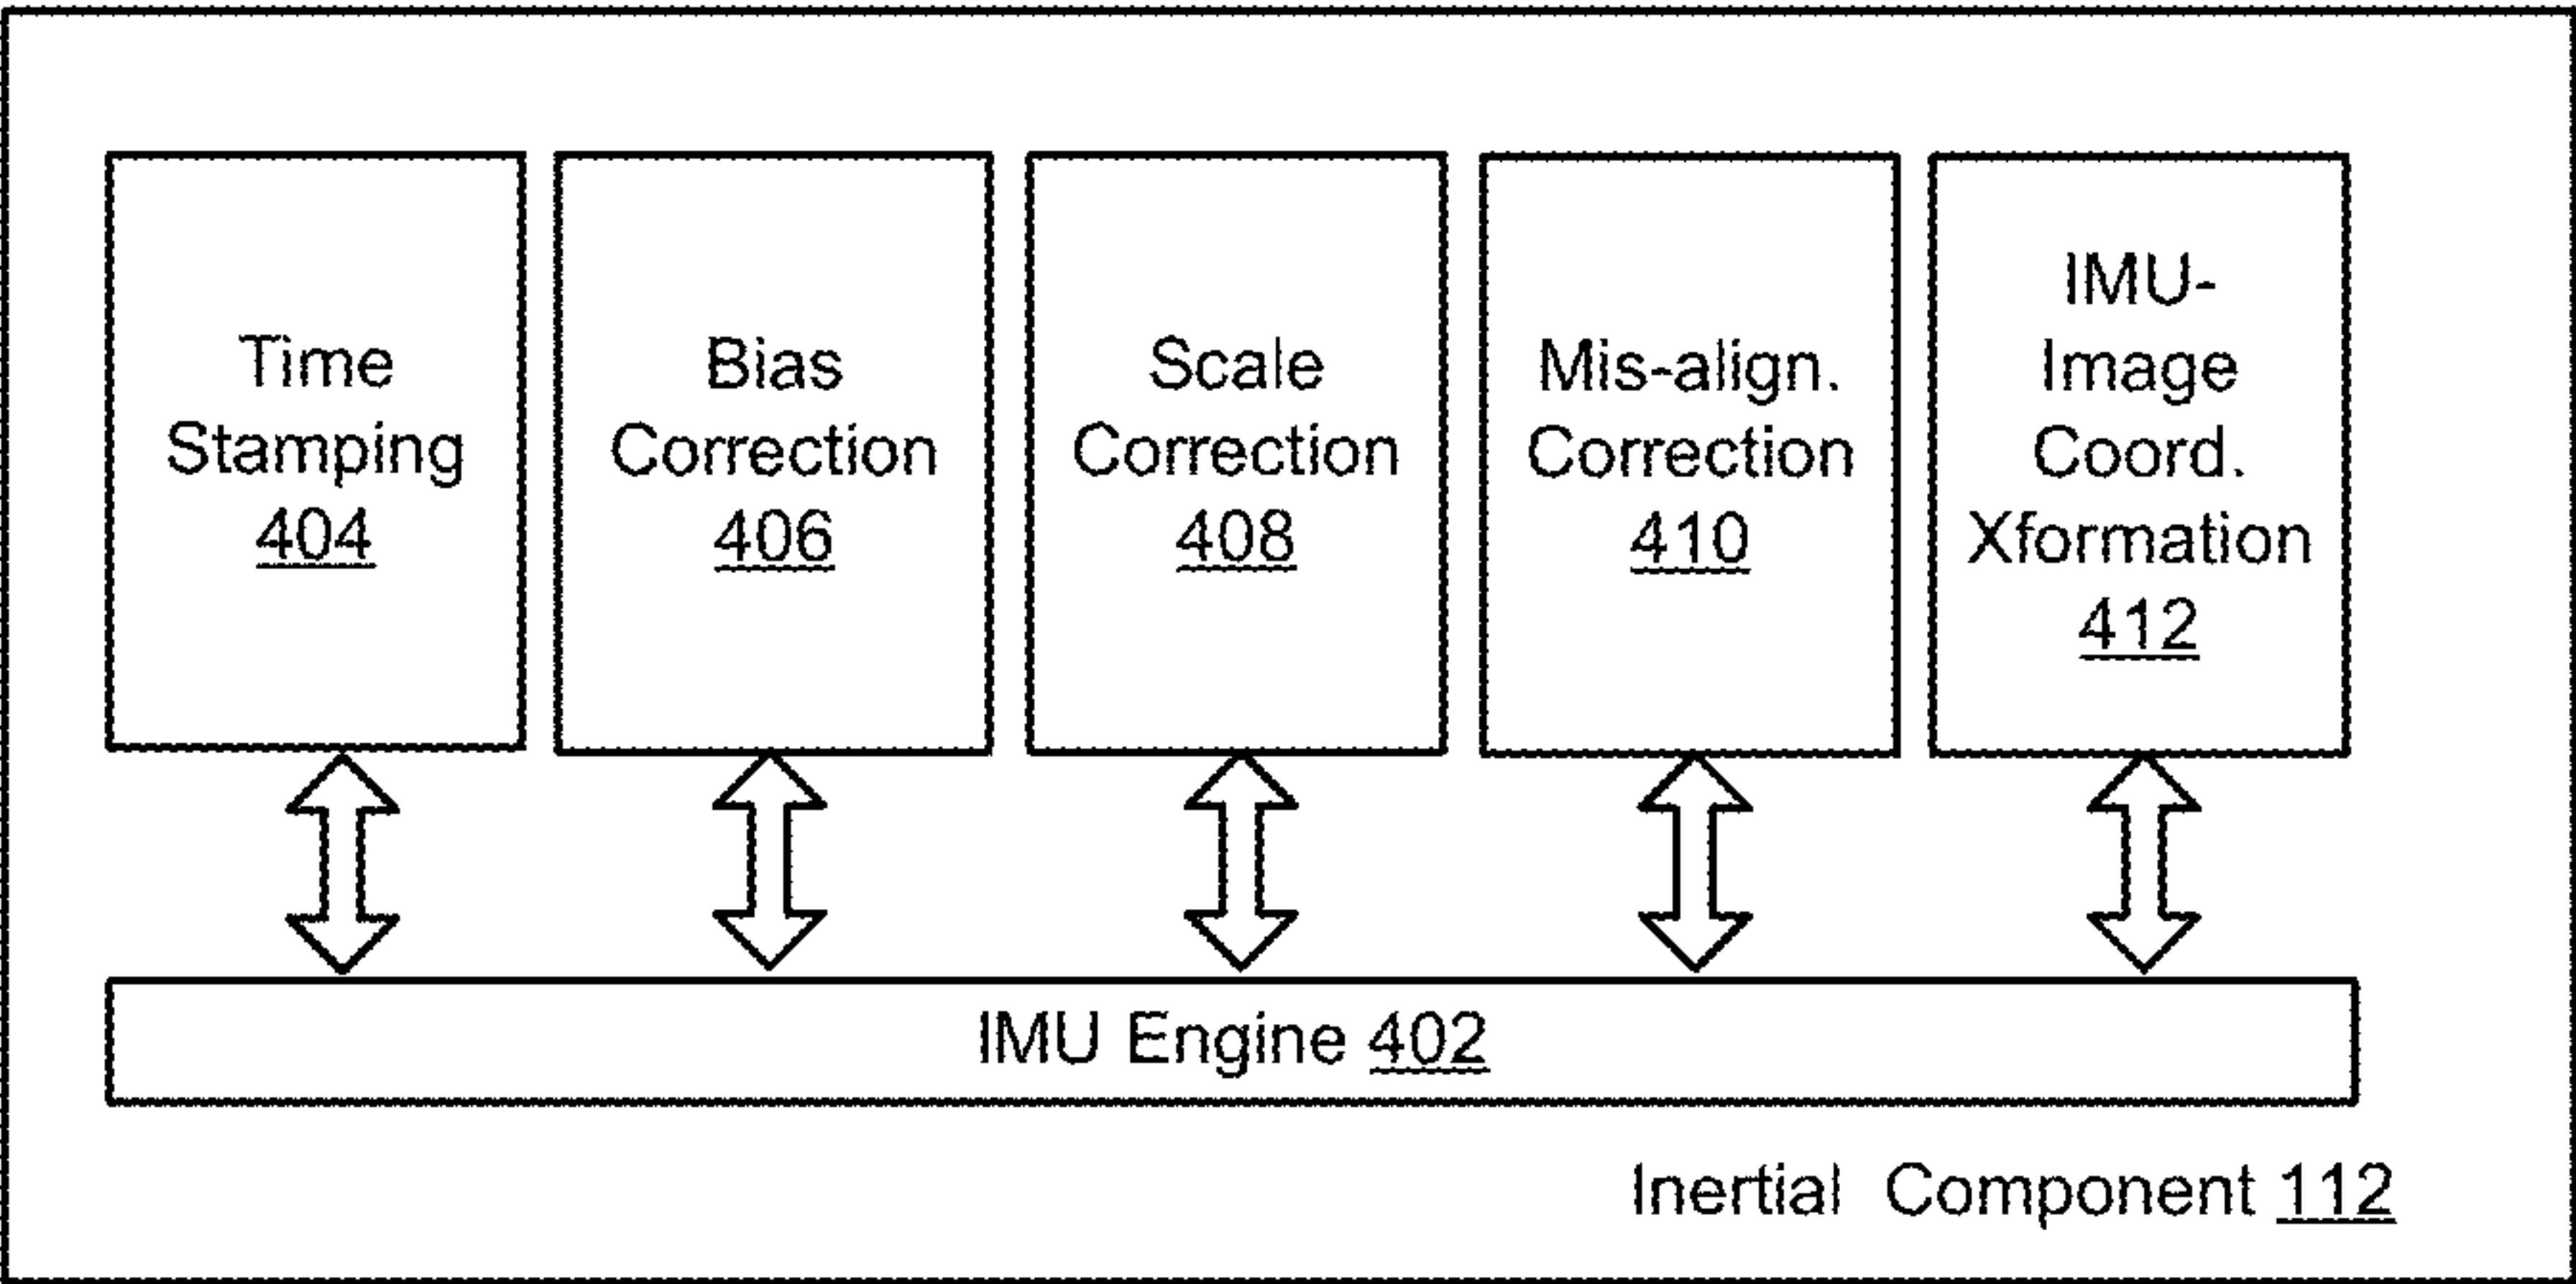 Time
Stamping
404
Bias
Correction
406
Scale
Correction
408
Mis-align.
Correction
410
IMU-
Image
Coord.
Xformation
412
IMU Engine 402
Inertial Component 112